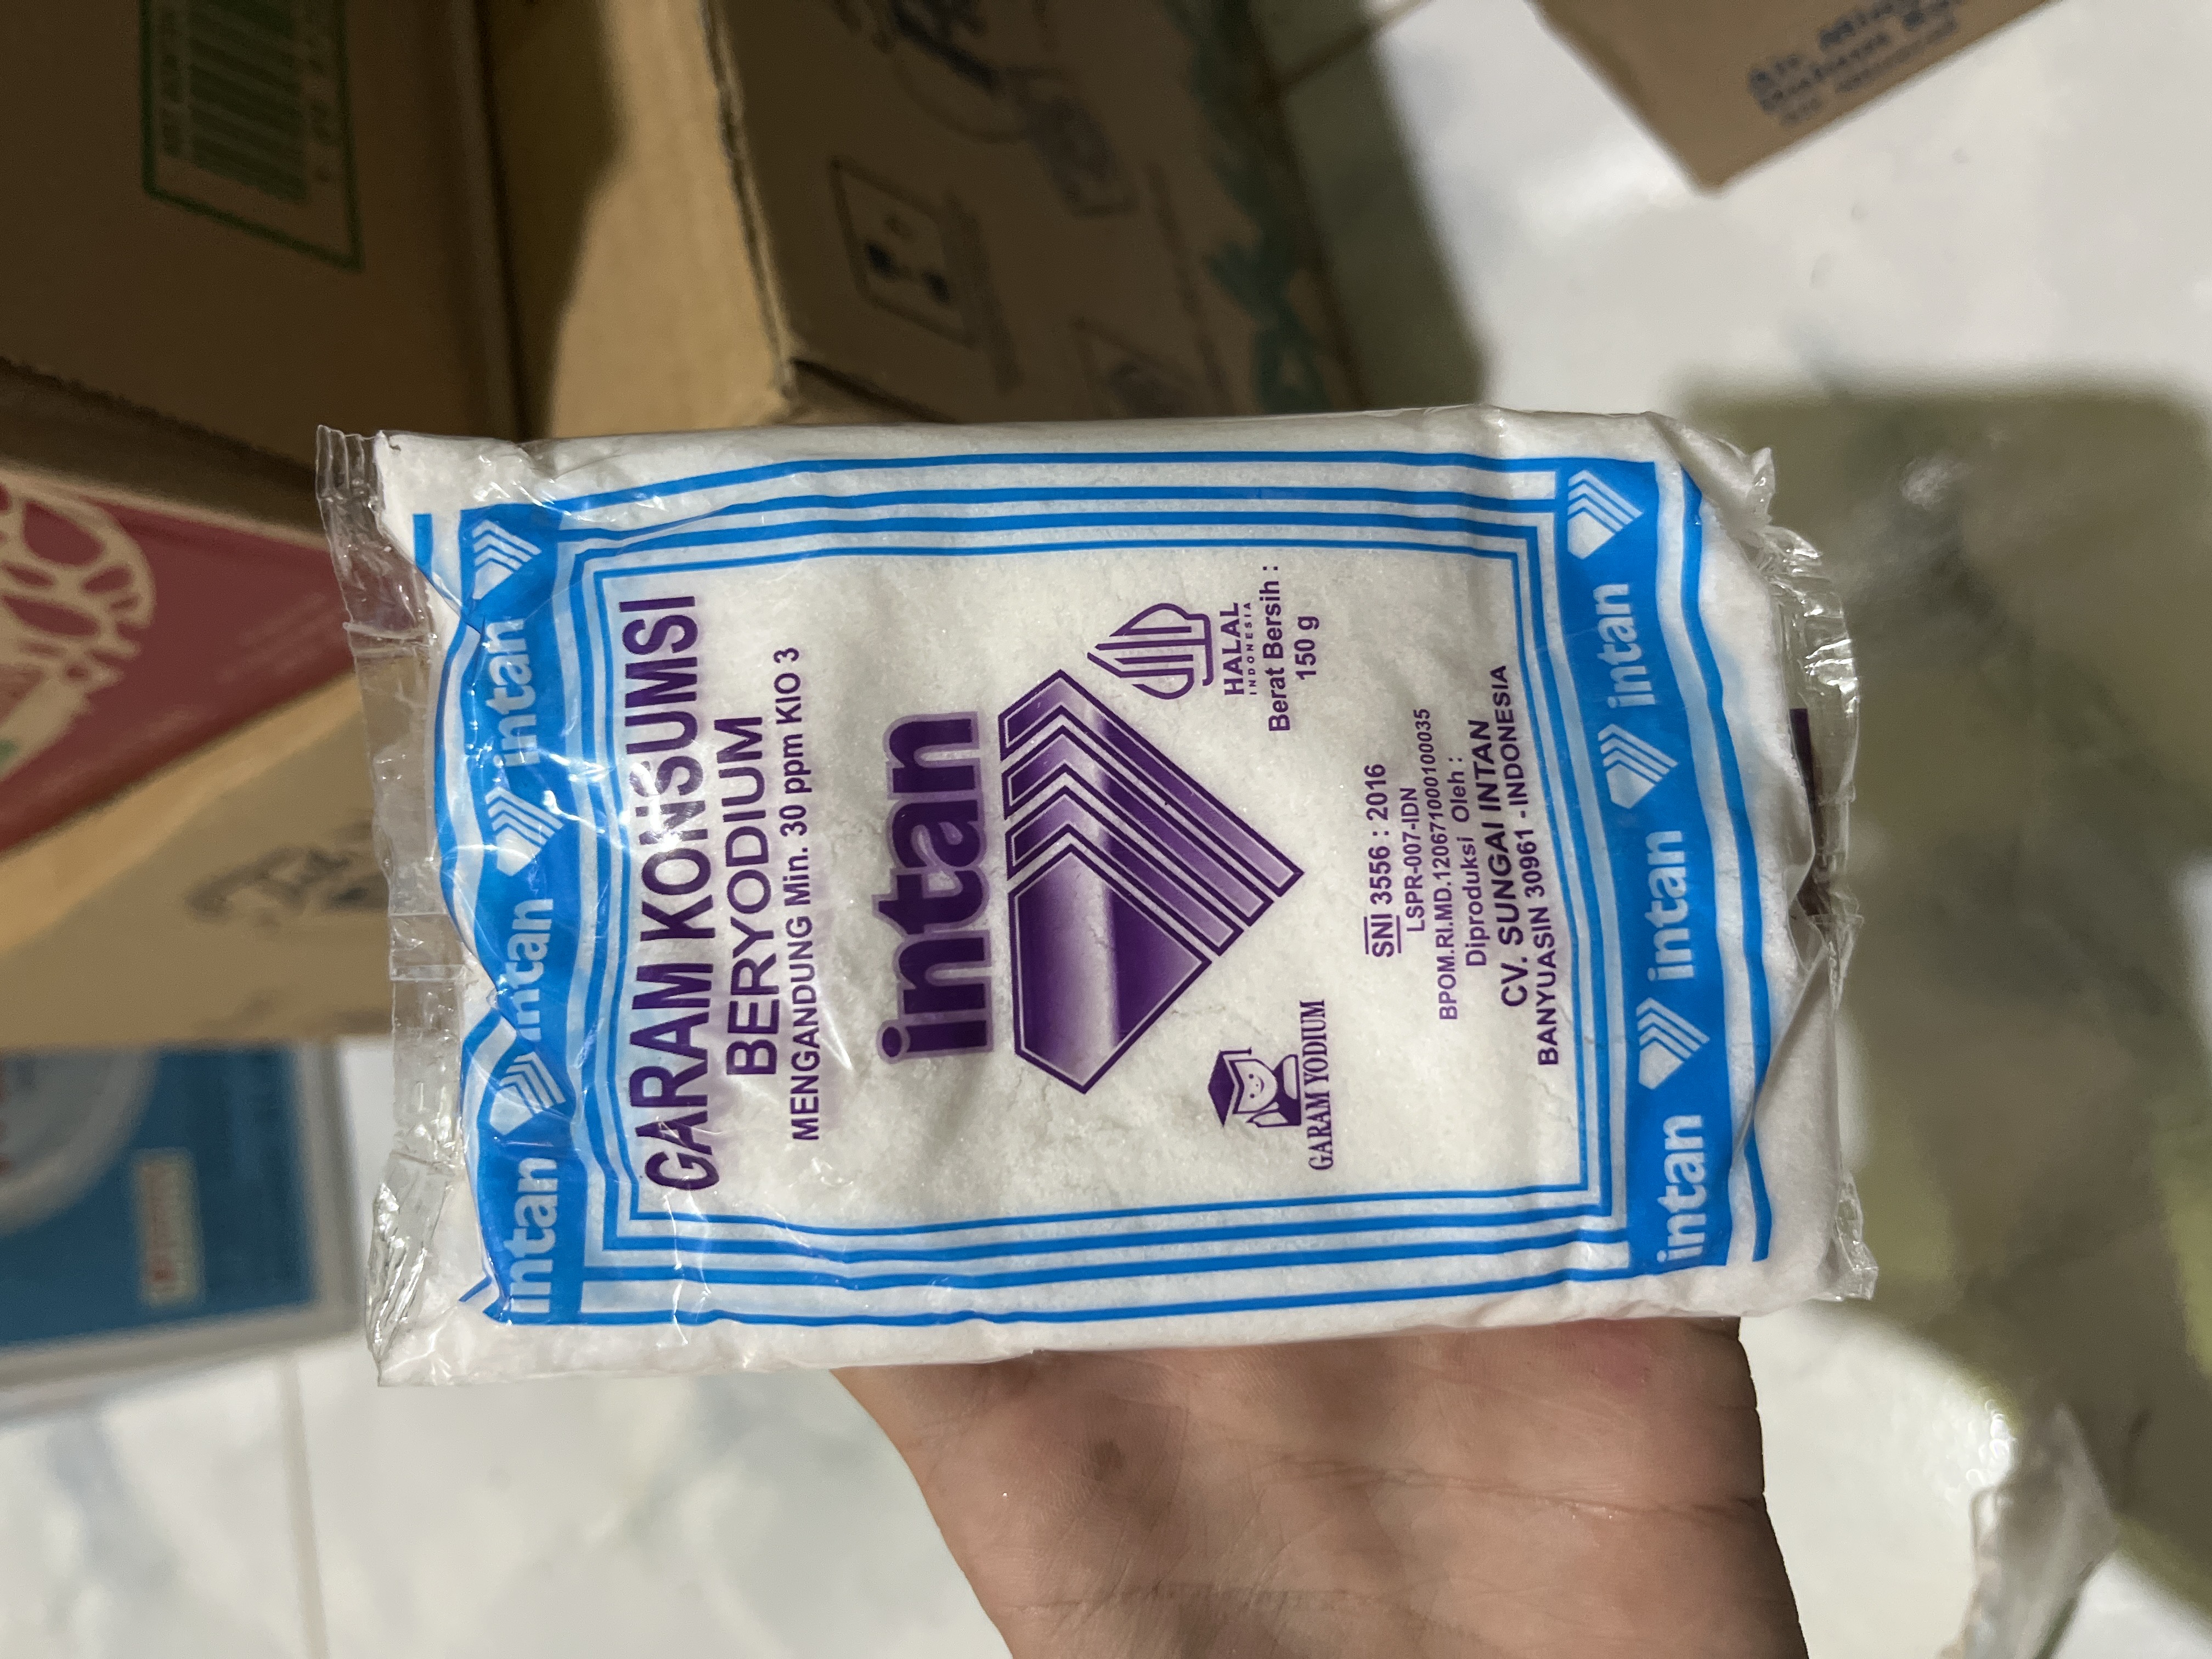 intan intan intan
GARAM KONSUMSI
BERYODIUM
MENGANDUNG Min. 30 ppm KIO 3
intan
HALAL
INDONESIA
Berat Bersih :
150 g
GARAM YODIUM
SNI 3556 : 2016
LSPR-007-IDN
BPOM.RI.MD.120671000100035
Diproduksi Oleh :
CV. SUNGAI INTAN
BANYUASIN 30961 - INDONESIA
intan intan intan